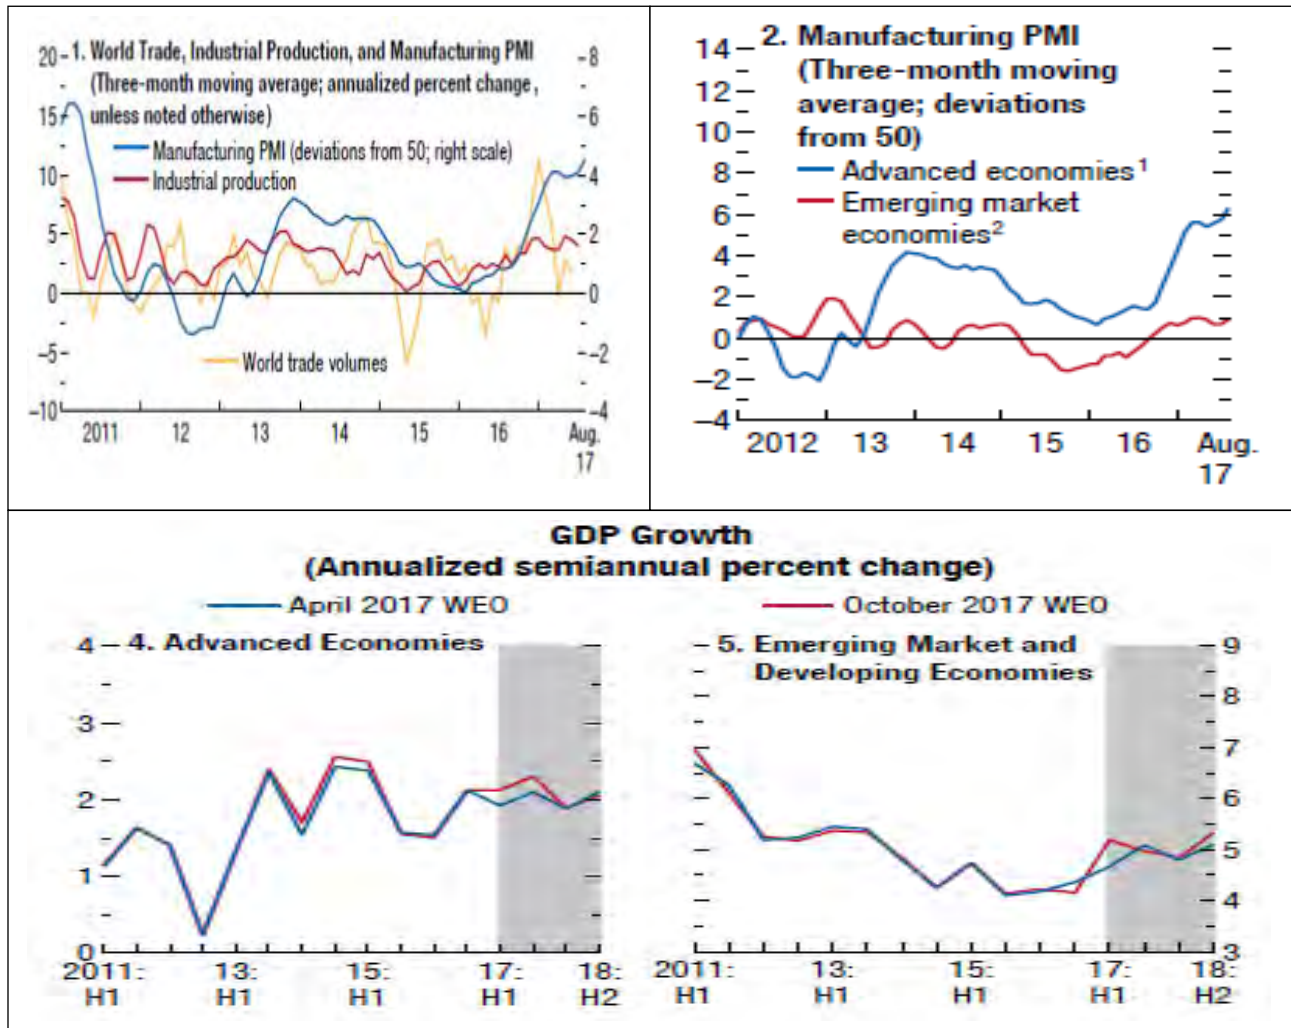 1. World Trade, Industrial Production, and Manufacturing PMI
(Three-month moving average; annualized percent change,
unless noted otherwise)
Manufacturing PMI (deviations from 50; right scale)
Industrial production
World trade volumes
20
15
10
5
0
–5
–10
8
6
4
2
0
–2
–4
2011 12 13 14 15 16 Aug.
17
2. Manufacturing PMI
(Three-month moving
average; deviations
from 50)
Advanced economies¹
Emerging market
economies²
14
12
10
8
6
4
2
0
–2
–4
2012 13 14 15 16 Aug.
17
GDP Growth
(Annualized semiannual percent change)
April 2017 WEO October 2017 WEO
4. Advanced Economies
4
3
2
1
0
2011: 13: 15: 17: 18:
H1 H1 H1 H1 H2
5. Emerging Market and
Developing Economies
9
8
7
6
5
4
3
2011: 13: 15: 17: 18:
H1 H1 H1 H1 H2